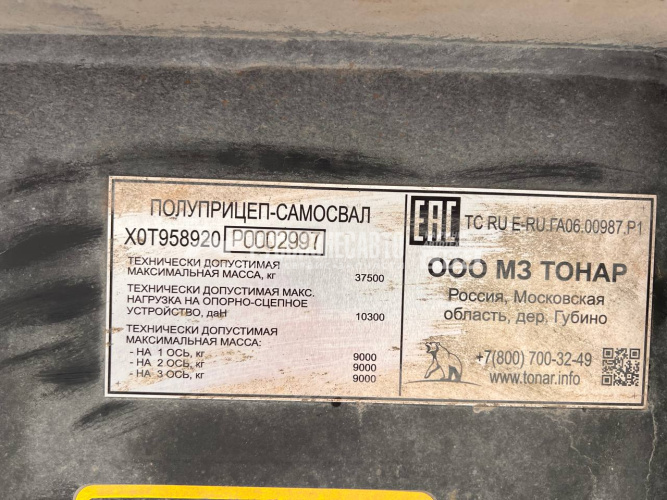 ПОЛУПРИЦЕП-САМОСВАЛ
X0T958920 P0002997
ТЕХНИЧЕСКИ ДОПУСТИМАЯ
МАКСИМАЛЬНАЯ МАССА, кг 37500
ТЕХНИЧЕСКИ ДОПУСТИМАЯ МАКС.
НАГРУЗКА НА ОПОРНО-СЦЕПНОЕ
УСТРОЙСТВО, даН 10300
ТЕХНИЧЕСКИ ДОПУСТИМАЯ
МАКСИМАЛЬНАЯ МАССА:
- НА 1 ОСЬ, кг 9000
- НА 2 ОСЬ, кг 9000
- НА 3 ОСЬ, кг 9000
EAC TC RU E-RU.ГА06.00987.P1
ООО МЗ ТОНАР
Россия, Московская
область, дер. Губино
+7(800) 700-32-49
www.tonar.info